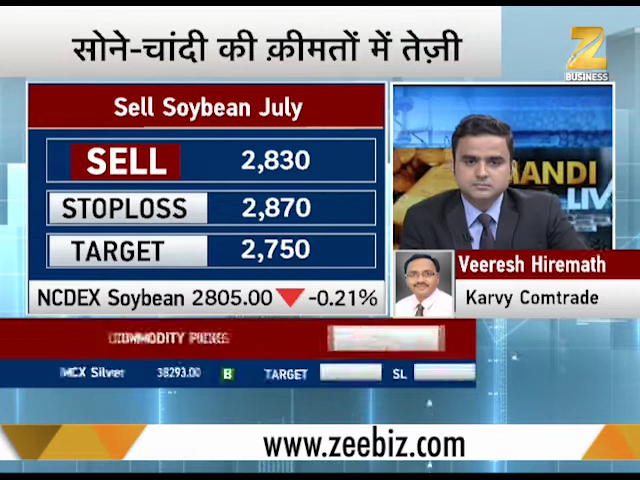 सोने-चांदी की क़ीमतों में तेज़ी
Z
BUSINESS
Sell Soybean July
SELL 2,830
STOPLOSS 2,870
TARGET 2,750
NCDEX Soybean 2805.00 -0.21%
MANDI
LIV
Veeresh Hiremath
Karvy Comtrade
COMMODITY PICKS
MCX Silver 38293.00 B TARGET SL
www.zeebiz.com